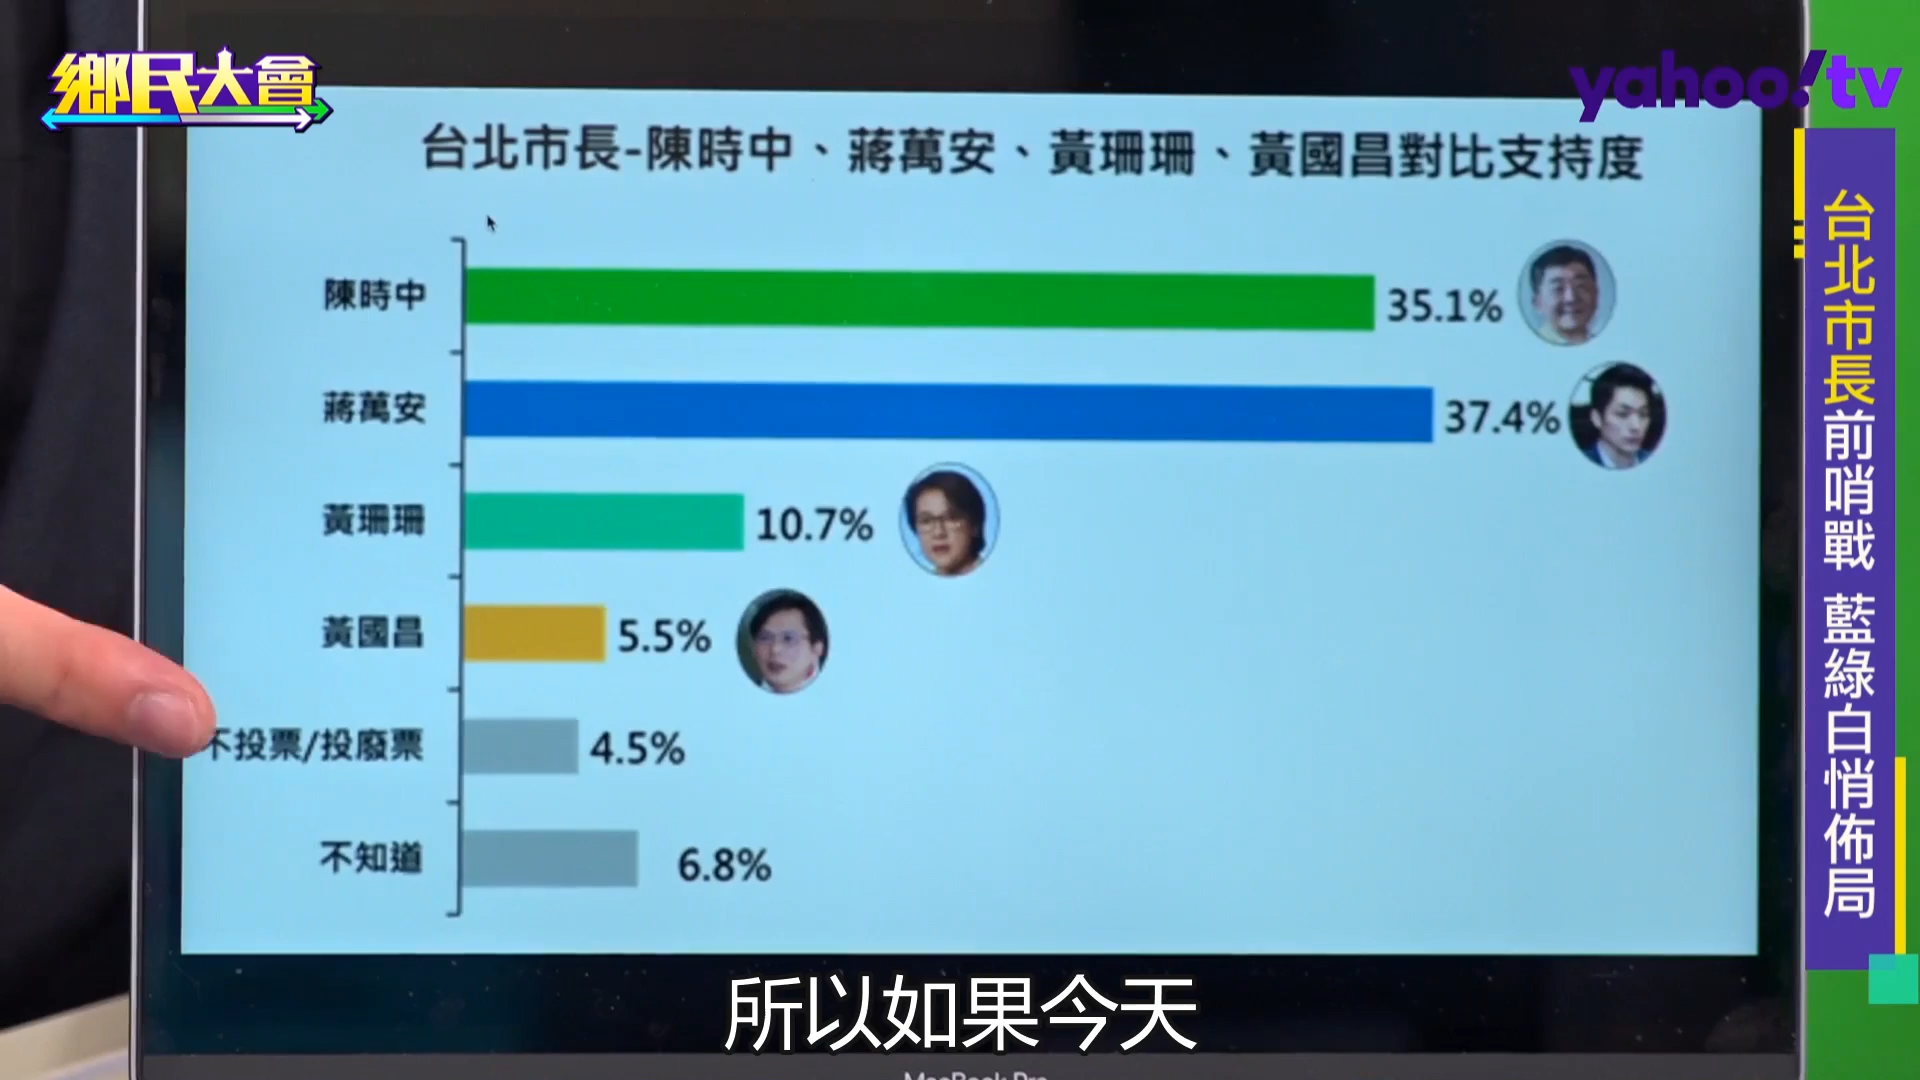 鄉民大會
yahoo!tv
台北市長-陳時中、蔣萬安、黃珊珊、黃國昌對比支持度
陳時中 35.1%
蔣萬安 37.4%
黃珊珊 10.7%
黃國昌 5.5%
不投票/投廢票 4.5%
不知道 6.8%
台北市長前哨戰 藍綠白悄佈局
所以如果今天
MacBook Pro